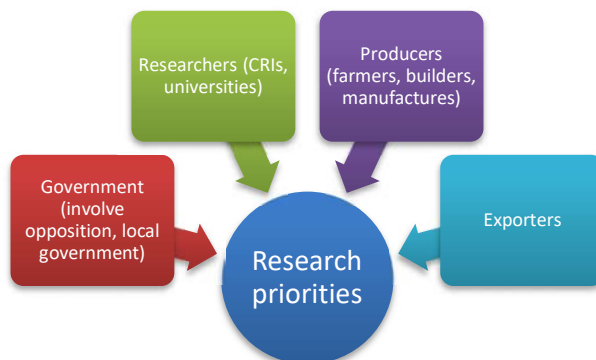 Researchers (CRIs,
universities)
Producers
(farmers, builders,
manufactures)
Government
(involve
opposition, local
government)
Exporters
Research
priorities